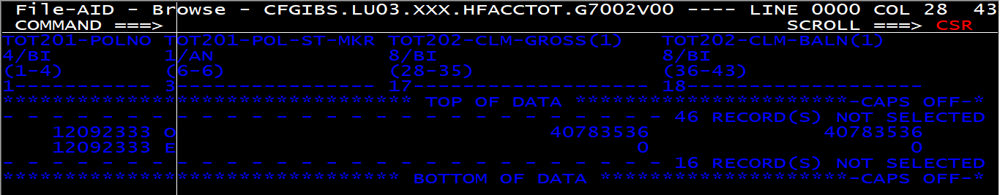 File-AID - Browse - CFGIBS.LU03.XXX.HFACCTOT.G7002V00 ---- LINE 0000 COL 28 43
COMMAND ===> SCROLL ===> CSR
TOT201-POLNO TOT201-POL-ST-MKR TOT202-CLM-GROSS(1) TOT202-CLM-BALN(1)
4/BI 1/AN 8/BI 8/BI
(1-4) (6-6) (28-35) (36-43)
1----------- 3---------------- 17------------------- 18-------------------
********************************* TOP OF DATA **********************-CAPS OFF-*
- - - - - - - - - - - - - - - - - - - - - - - - - - - 46 RECORD(S) NOT SELECTED
12092333 O 40783536 40783536
12092333 E 0 0
- - - - - - - - - - - - - - - - - - - - - - - - - - - 16 RECORD(S) NOT SELECTED
******************************** BOTTOM OF DATA ********************-CAPS OFF-*